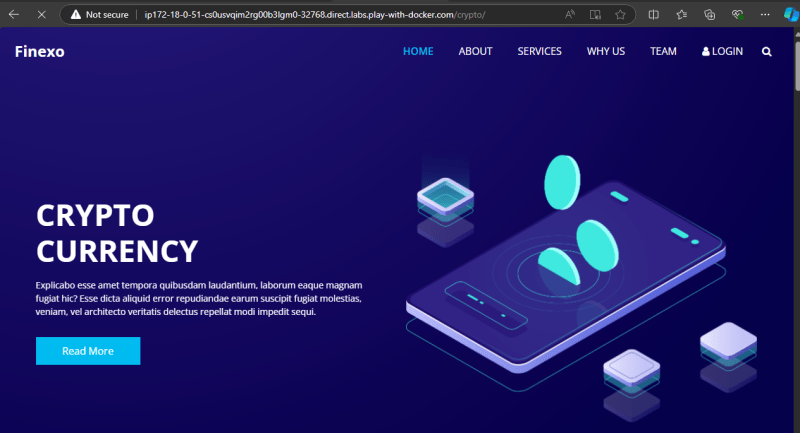 Not secure
ip172-18-0-51-cs0usvqim2rg00b3lgm0-32768.direct.labs.play-with-docker.com/crypto/
Finexo
HOME ABOUT SERVICES WHY US TEAM LOGIN
CRYPTO
CURRENCY
Explicabo esse amet tempora quibusdam laudantium, laborum eaque magnam
fugiat hic? Esse dicta aliquid error repudiandae earum suscipit fugiat molestias,
veniam, vel architecto veritatis delectus repellat modi impedit sequi.
Read More